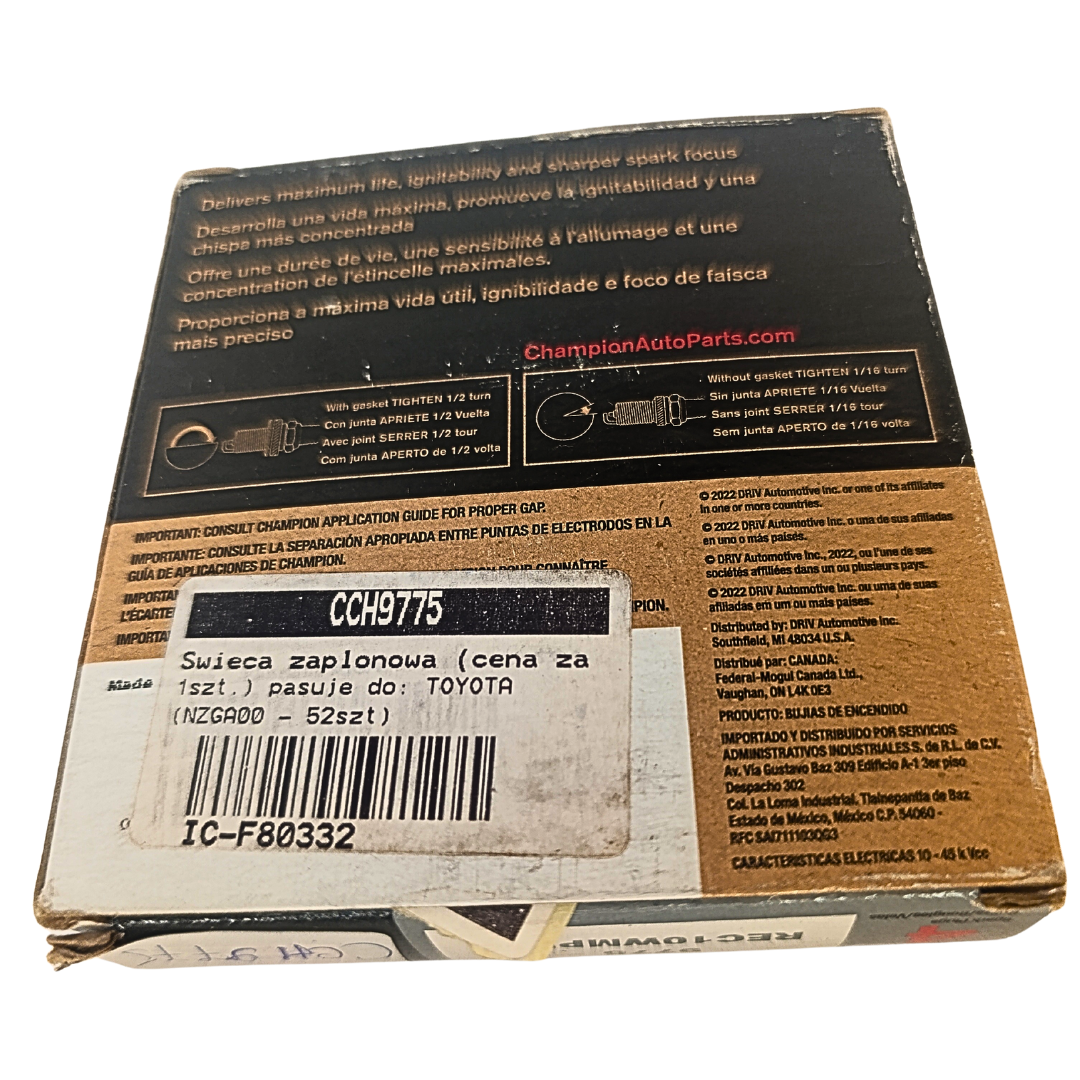 Delivers maximum life, ignitability and sharper spark focus
Desarrolla una vida máxima, promueve la ignitabilidad y una
chispa más concentrada
Offre une durée de vie, une sensibilité à l'allumage et une
concentration de l'étincelle maximales.
Proporciona a máxima vida útil, ignibilidade e foco de faísca
mais preciso
ChampionAutoParts.com
With gasket TIGHTEN 1/2 turn
Con junta APRIETE 1/2 Vuelta
Avec joint SERRER 1/2 tour
Com junta APERTO de 1/2 volta
Without gasket TIGHTEN 1/16 turn
Sin junta APRIETE 1/16 Vuelta
Sans joint SERRER 1/16 tour
Sem junta APERTO de 1/16 volta
IMPORTANT: CONSULT CHAMPION APPLICATION GUIDE FOR PROPER GAP.
IMPORTANTE: CONSULTE LA SEPARACIÓN APROPIADA ENTRE PUNTAS DE ELECTRODOS EN LA
GUÍA DE APLICACIONES DE CHAMPION.
POUR CONNAÎTRE
L'ÉCARTE
© 2022 DRiV Automotive Inc. or one of its affiliates
in one or more countries.
© 2022 DRiV Automotive Inc. o una de sus afiliadas
en uno o más países.
© DRiV Automotive Inc., 2022, ou l'une de ses
sociétés affiliées dans un ou plusieurs pays.
© 2022 DRiV Automotive Inc. ou uma de suas
afiliadas em um ou mais países.
Distributed by: DRiV Automotive Inc.
Southfield, MI 48034 U.S.A.
Distribué par: CANADA:
Federal-Mogul Canada Ltd.,
Vaughan, ON L4K 0E3
PRODUCTO: BUJIAS DE ENCENDIDO
IMPORTADO Y DISTRIBUIDO POR SERVICIOS
ADMINISTRATIVOS INDUSTRIALES S. de R.L. de C.V.
Av. Vía Gustavo Baz 309 Edificio A-1 3er piso
Despacho 302
Col. La Loma Industrial. Tlalnepantla de Baz
Estado de México, México C.P. 54060 -
RFC SAI7111103GG3
CARACTERISTICAS ELECTRICAS 10 - 45 k Vcc
Made
CCH9775
Swieca zaplonowa (cena za
1szt.) pasuje do: TOYOTA
(NZGA00 - 52szt)
IC-F80332
REC10WMP